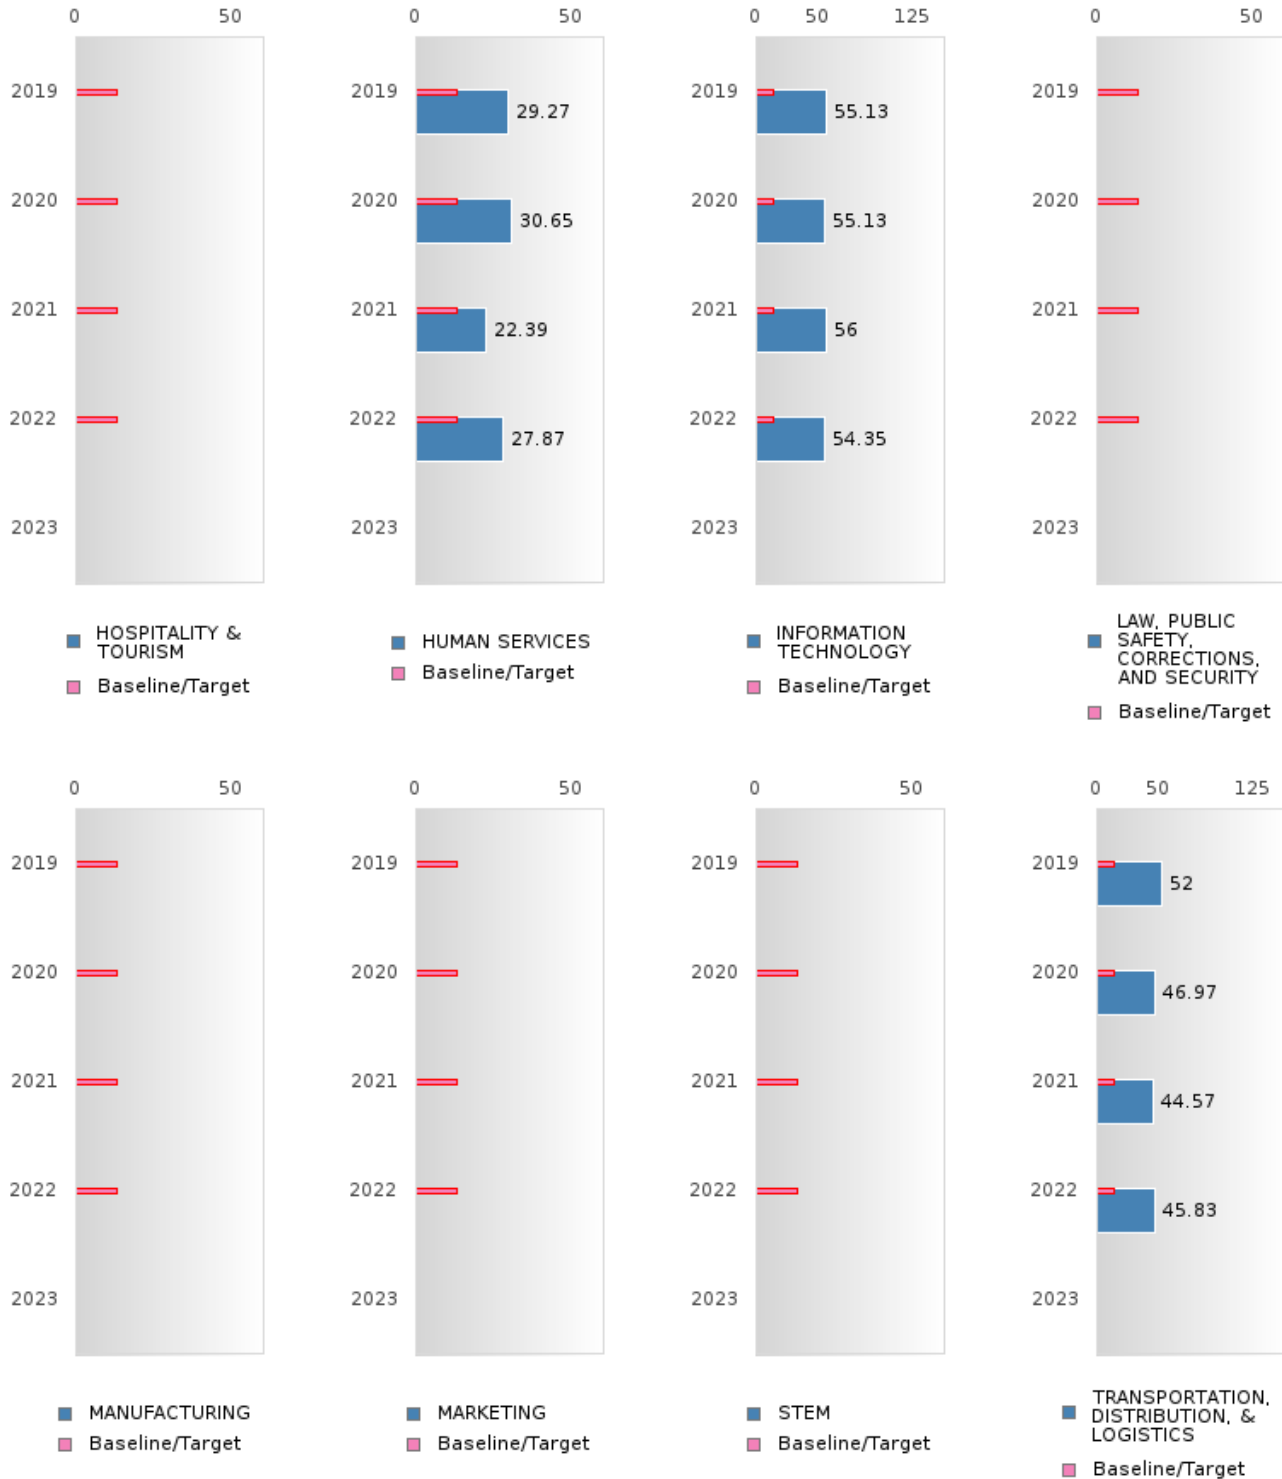 0 50
2019
2020
2021
2022
2023
HOSPITALITY &
TOURISM
Baseline/Target
0 50
2019
29.27
2020
30.65
2021
22.39
2022
27.87
2023
HUMAN SERVICES
Baseline/Target
0 50 125
2019
55.13
2020
55.13
2021
56
2022
54.35
2023
INFORMATION
TECHNOLOGY
Baseline/Target
0 50
2019
2020
2021
2022
2023
LAW, PUBLIC
SAFETY,
CORRECTIONS,
AND SECURITY
Baseline/Target
0 50
2019
2020
2021
2022
2023
MANUFACTURING
Baseline/Target
0 50
2019
2020
2021
2022
2023
MARKETING
Baseline/Target
0 50
2019
2020
2021
2022
2023
STEM
Baseline/Target
0 50 125
2019
52
2020
46.97
2021
44.57
2022
45.83
2023
TRANSPORTATION,
DISTRIBUTION, &
LOGISTICS
Baseline/Target